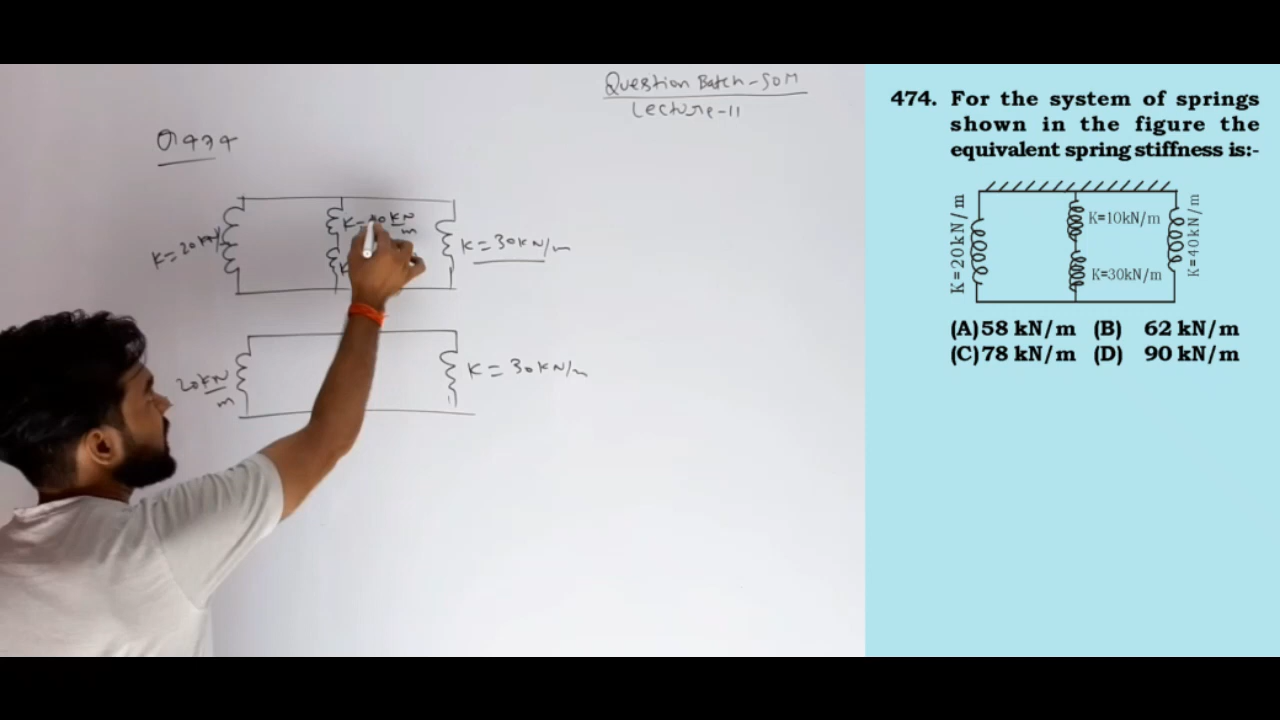 Question Batch-SOM
Lecture-11
Q474
K=20kN/
K=
kN
m
K
K=30kN/m
20kN
m
K=30kN/m
474. For the system of springs
shown in the figure the
equivalent spring stiffness is:-
K=20kN/m
K=10kN/m
K=30kN/m
K=40kN/m
(A)58 kN/m (B) 62 kN/m
(C)78 kN/m (D) 90 kN/m